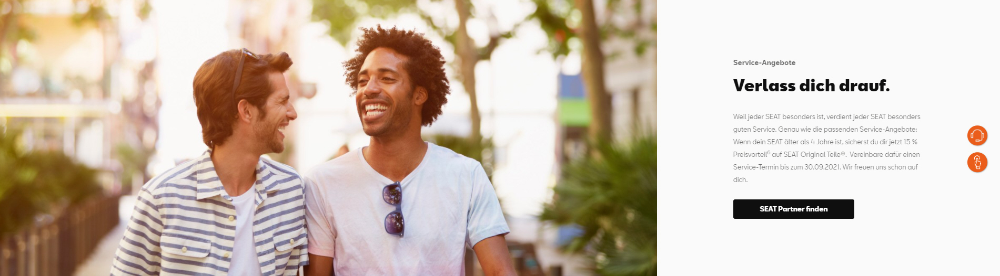 Service-Angebote
Verlass dich drauf.
Weil jeder SEAT besonders ist, verdient jeder SEAT besonders
guten Service. Genau wie die passenden Service-Angebote:
Wenn dein SEAT älter als 4 Jahre ist, sicherst du dir jetzt 15 %
Preisvorteil⁶ auf SEAT Original Teile®. Vereinbare dafür einen
Service-Termin bis zum 30.09.2021. Wir freuen uns schon auf
dich.
SEAT Partner finden